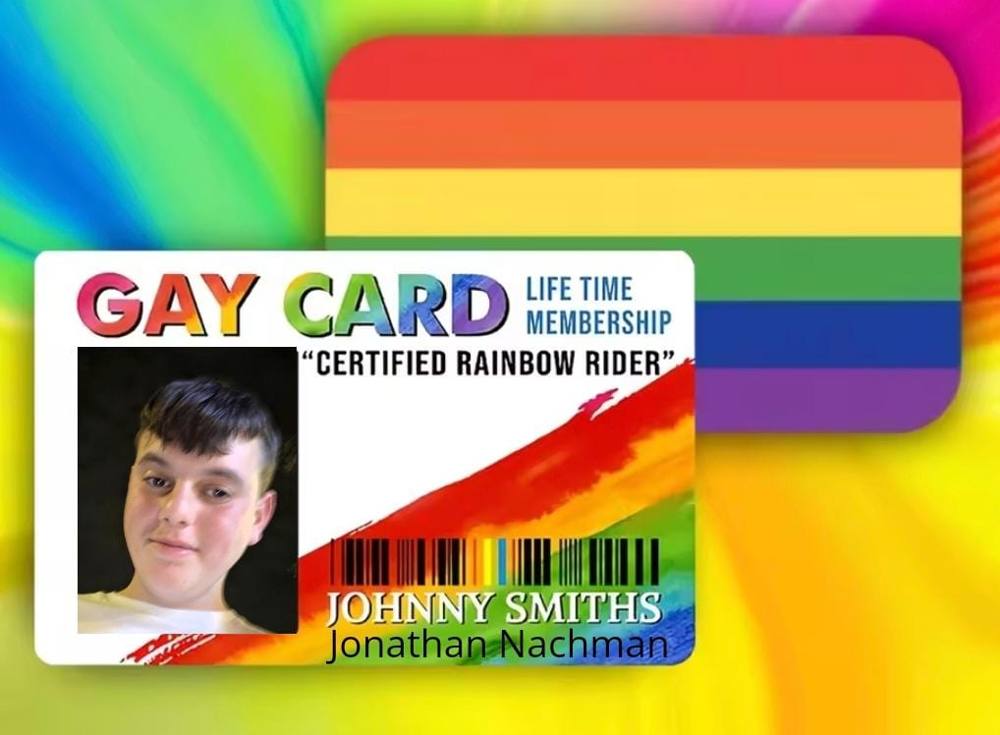 GAY CARD
LIFE TIME
MEMBERSHIP
“CERTIFIED RAINBOW RIDER”
JOHNNY SMITHS
Jonathan Nachman